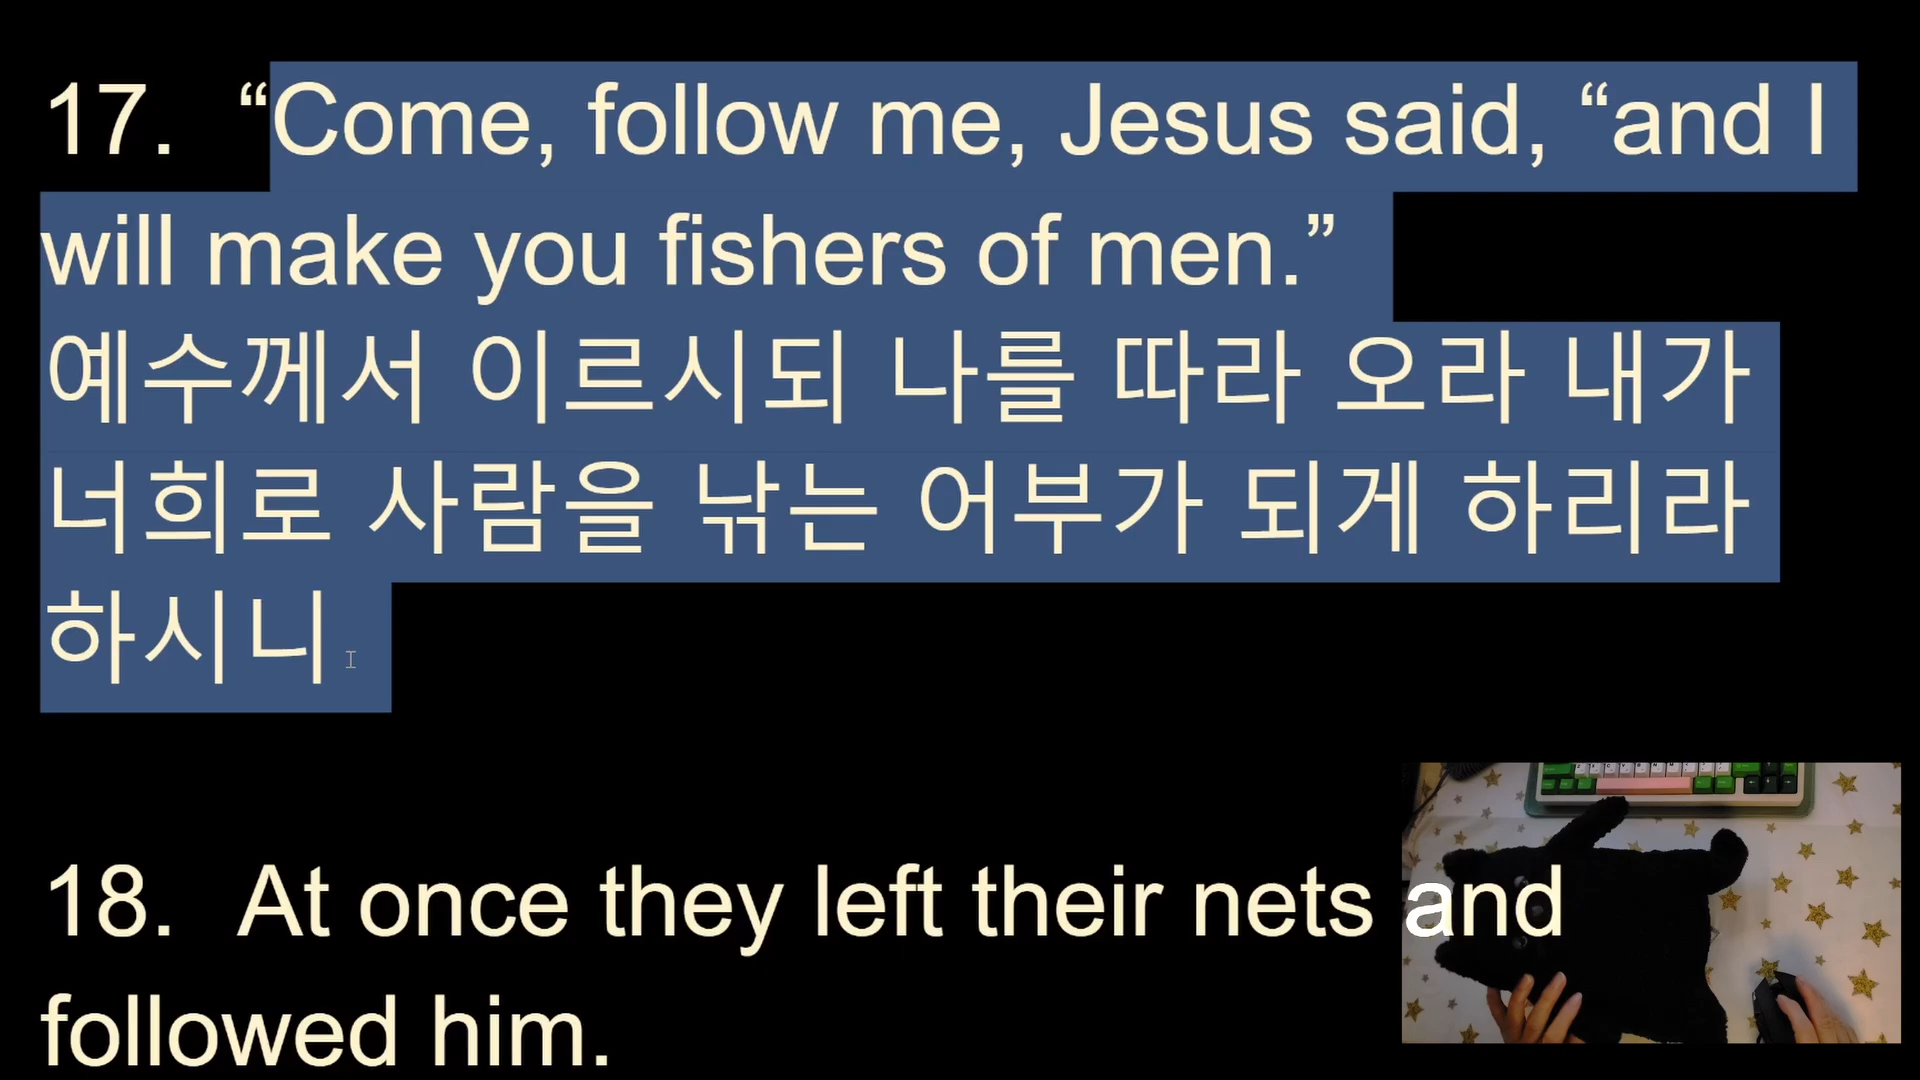 17. “Come, follow me, Jesus said, “and I
will make you fishers of men.”
예수께서 이르시되 나를 따라 오라 내가
너희로 사람을 낚는 어부가 되게 하리라
하시니
18. At once they left their nets and
followed him.